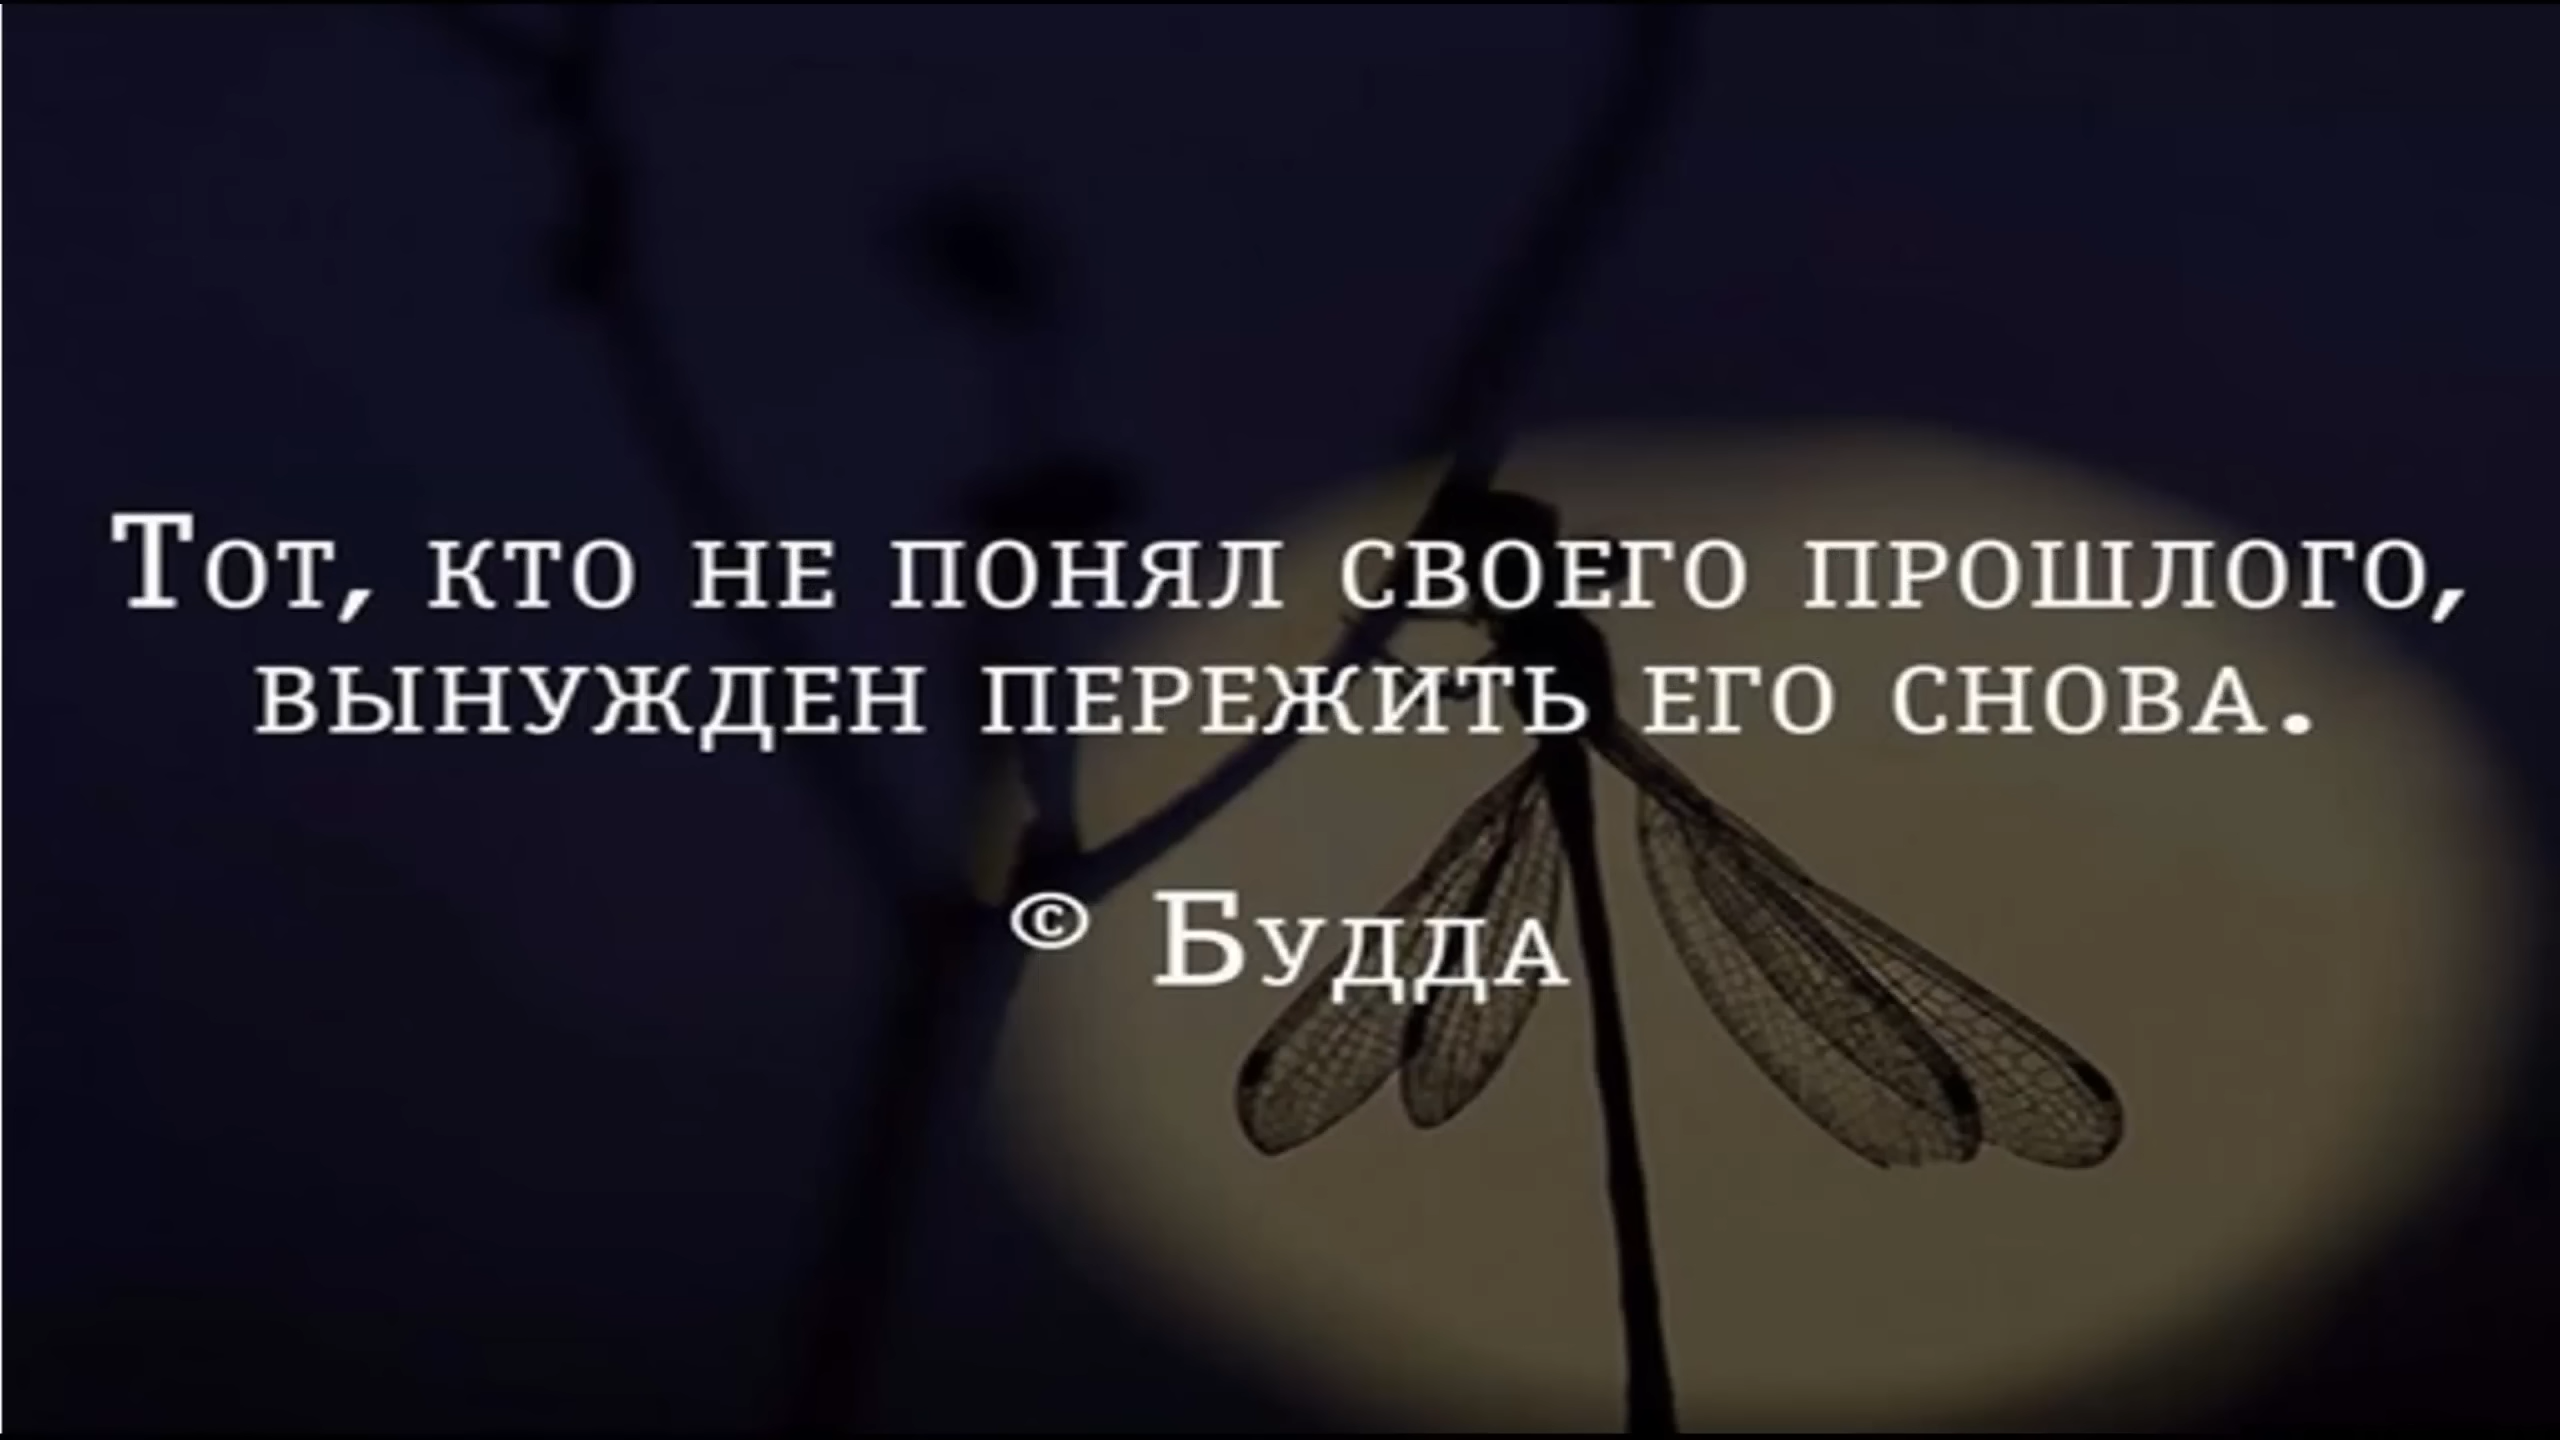 Тот, кто не понял своего прошлого,
вынужден пережить его снова.
© Будда